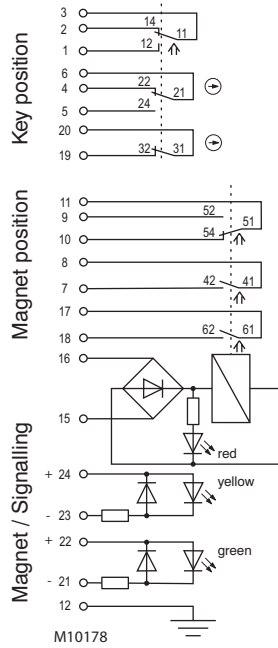 Key position
3
2 14 11
1 12
6
4 22 21
5 24
20
19 32 31
Magnet position
11
9 52 51
10 54
8
7 42 41
17
18 62 61
Magnet / Signalling
16
15
red
+ 24
yellow
- 23
+ 22
green
- 21
12
M10178